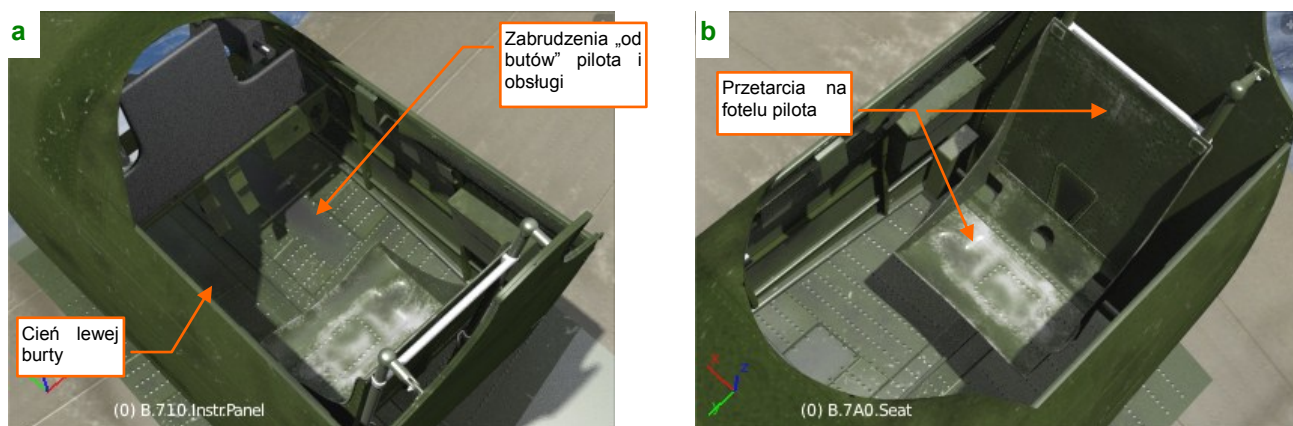 a
Zabrudzenia „od
butów” pilota i
obsługi
Cień lewej
burty
(0) B.710.Instr.Panel
b
Przetarcia na
fotelu pilota
x
z
y
(0) B.7A0.Seat